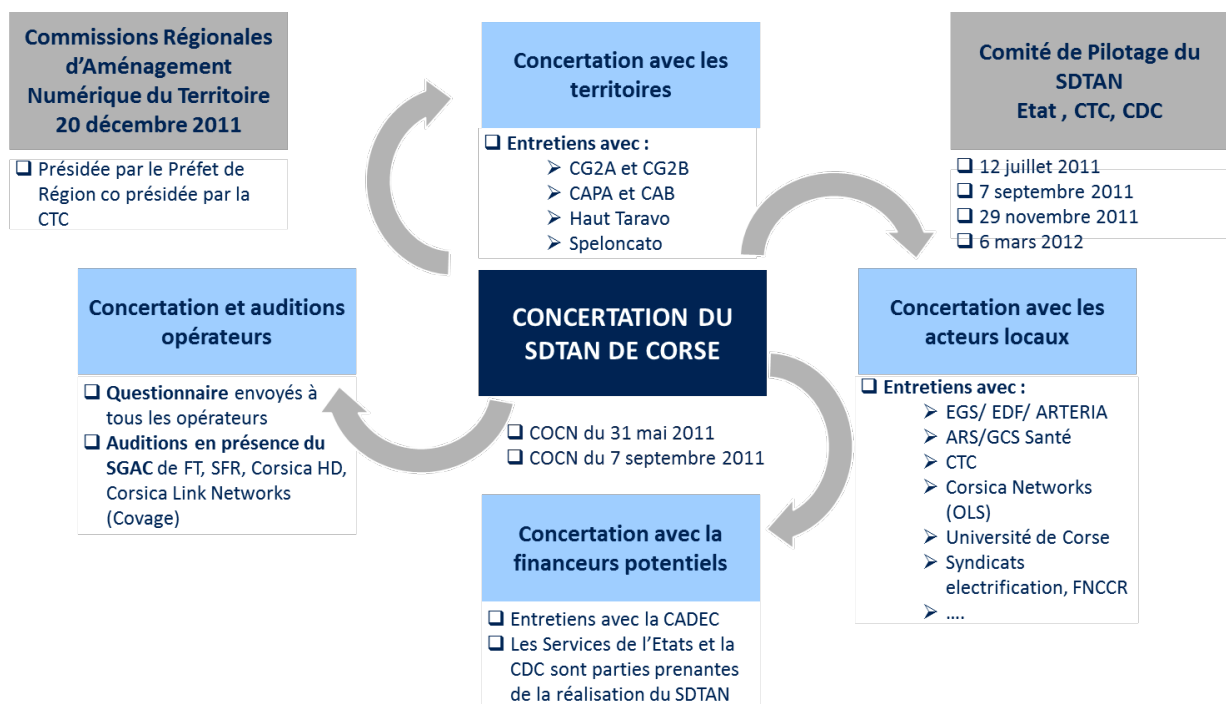 Commissions Régionales
d'Aménagement
Numérique du Territoire
20 décembre 2011
❑ Présidée par le Préfet de
Région co présidée par la
CTC
Concertation avec les
territoires
❑ Entretiens avec :
➢ CG2A et CG2B
➢ CAPA et CAB
➢ Haut Taravo
➢ Speloncato
Comité de Pilotage du
SDTAN
Etat , CTC, CDC
❑ 12 juillet 2011
❑ 7 septembre 2011
❑ 29 novembre 2011
❑ 6 mars 2012
Concertation et auditions
opérateurs
❑ Questionnaire envoyés à
tous les opérateurs
❑ Auditions en présence du
SGAC de FT, SFR, Corsica HD,
Corsica Link Networks
(Covage)
CONCERTATION DU
SDTAN DE CORSE
❑ COCN du 31 mai 2011
❑ COCN du 7 septembre 2011
Concertation avec les
acteurs locaux
❑ Entretiens avec :
➢ EGS/ EDF/ ARTERIA
➢ ARS/GCS Santé
➢ CTC
➢ Corsica Networks
(OLS)
➢ Université de Corse
➢ Syndicats
electrification, FNCCR
➢ ....
Concertation avec la
financeurs potentiels
❑ Entretiens avec la CADEC
❑ Les Services de l'Etats et la
CDC sont parties prenantes
de la réalisation du SDTAN